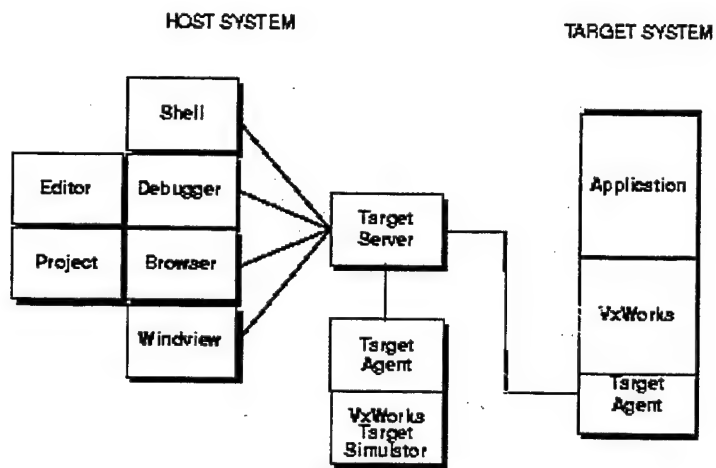 HOST SYSTEM
TARGET SYSTEM
Shell
Editor
Debugger
Project
Browser
Windview
Target
Server
Target
Agent
VxWorks
Target
Simulator
Application
VxWorks
Target
Agent